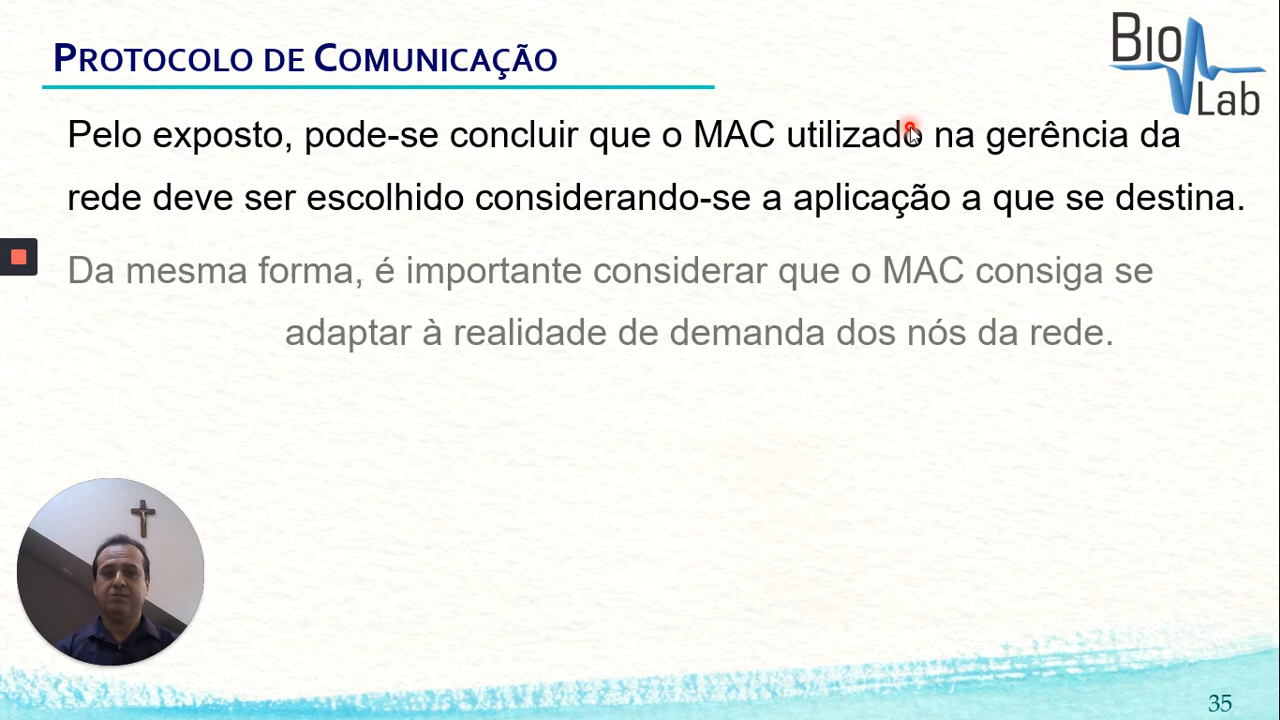 PROTOCOLO DE COMUNICAÇÃO
BIO Lab
Pelo exposto, pode-se concluir que o MAC utilizado na gerência da
rede deve ser escolhido considerando-se a aplicação a que se destina.
Da mesma forma, é importante considerar que o MAC consiga se
adaptar à realidade de demanda dos nós da rede.
35